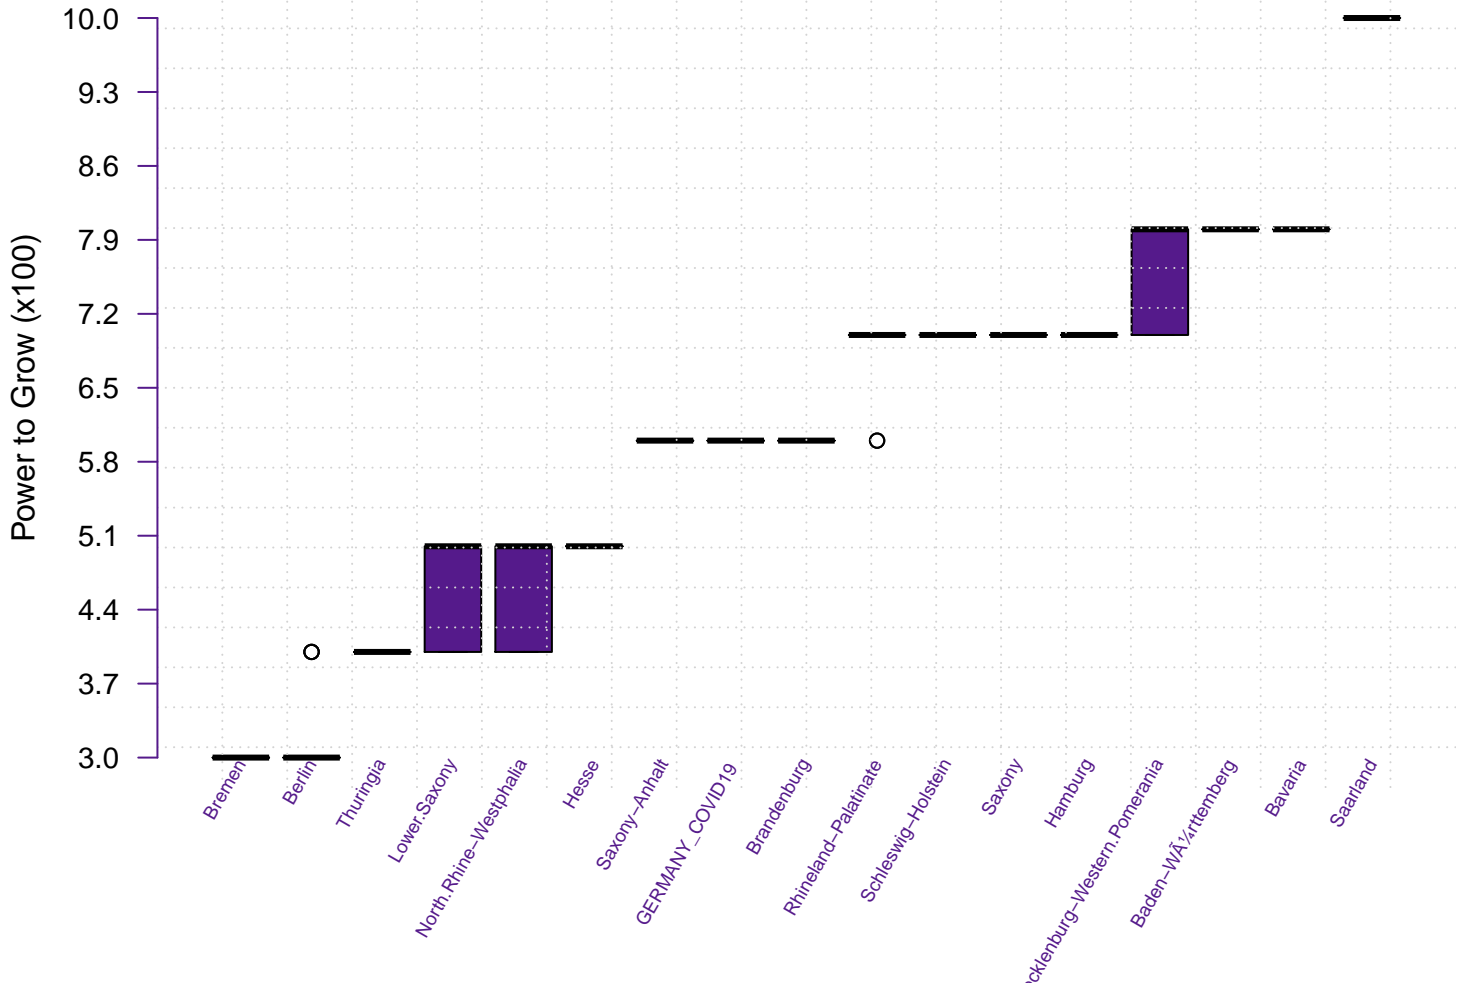 Power to Grow (x100)
10.0
9.3
8.6
7.9
7.2
6.5
5.8
5.1
4.4
3.7
3.0
Bremen
Berlin
Thuringia
Lower.Saxony
North.Rhine−Westphalia
Hesse
Saxony−Anhalt
GERMANY_COVID19
Brandenburg
Rhineland−Palatinate
Schleswig−Holstein
Saxony
Hamburg
cklenburg−Western.Pomerania
Baden−WÃ¼rttemberg
Bavaria
Saarland